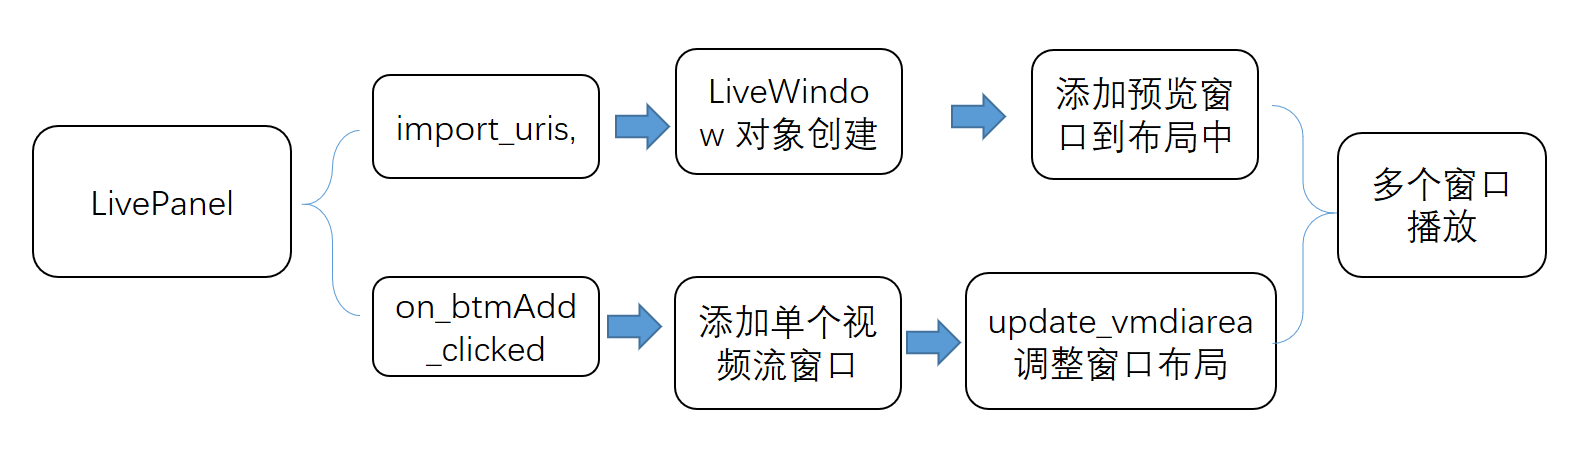 LivePanel
import_uris,
LiveWindo
w 对象创建
添加预览窗
口到布局中
on_btmAdd
_clicked
添加单个视
频流窗口
update_vmdiarea
调整窗口布局
多个窗口
播放